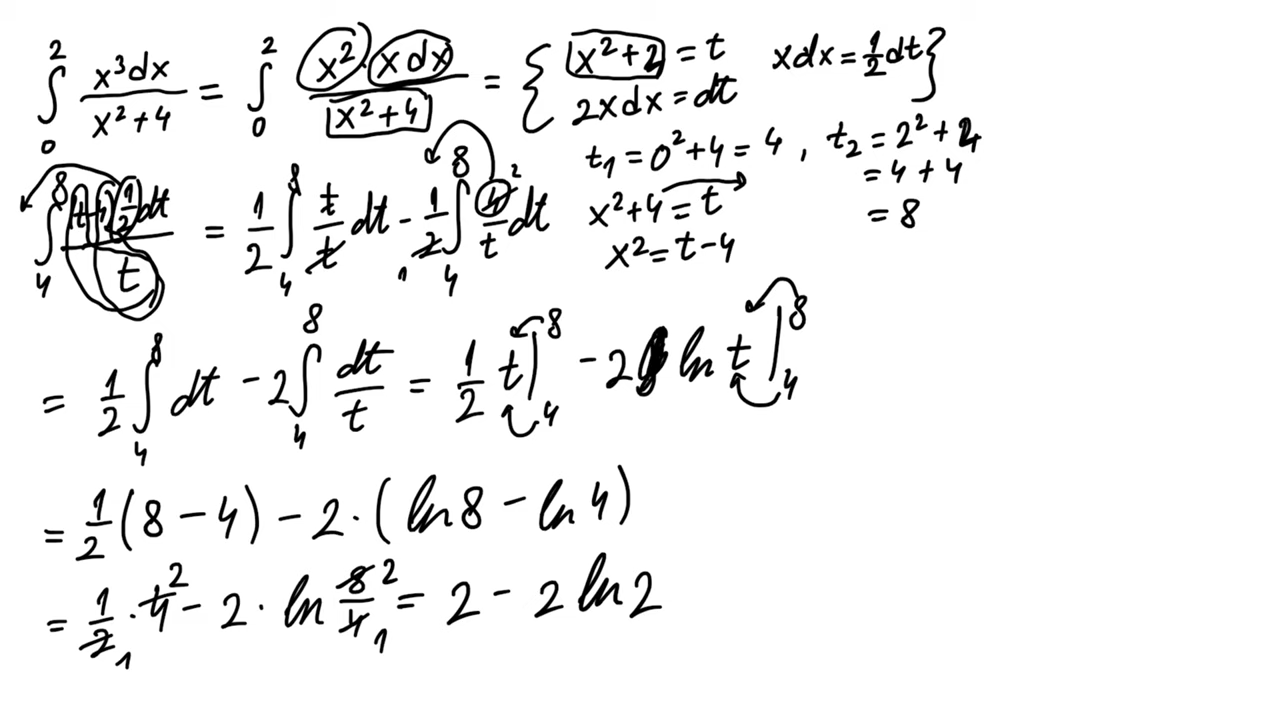 ∫₀² x³dx / (x²+4) = ∫₀² x²·xdx / (x²+4) = { x²+2 = t   xdx = ½dt }
2xdx = dt
t₁ = 0²+4 = 4 , t₂ = 2²+4
= 4+4
x²+4 = t
= 8
x² = t−4
∫₄⁸ (t−4)½dt / t = ½ ∫₄⁸ t/t dt − ½ ∫₄⁸ 4/t dt
= ½ ∫₄⁸ dt − 2 ∫₄⁸ dt/t = ½ t |₄⁸ − 2 ln t |₄⁸
= ½(8−4) − 2·(ln8 − ln4)
= ½·4 − 2·ln 8/4 = 2 − 2 ln2